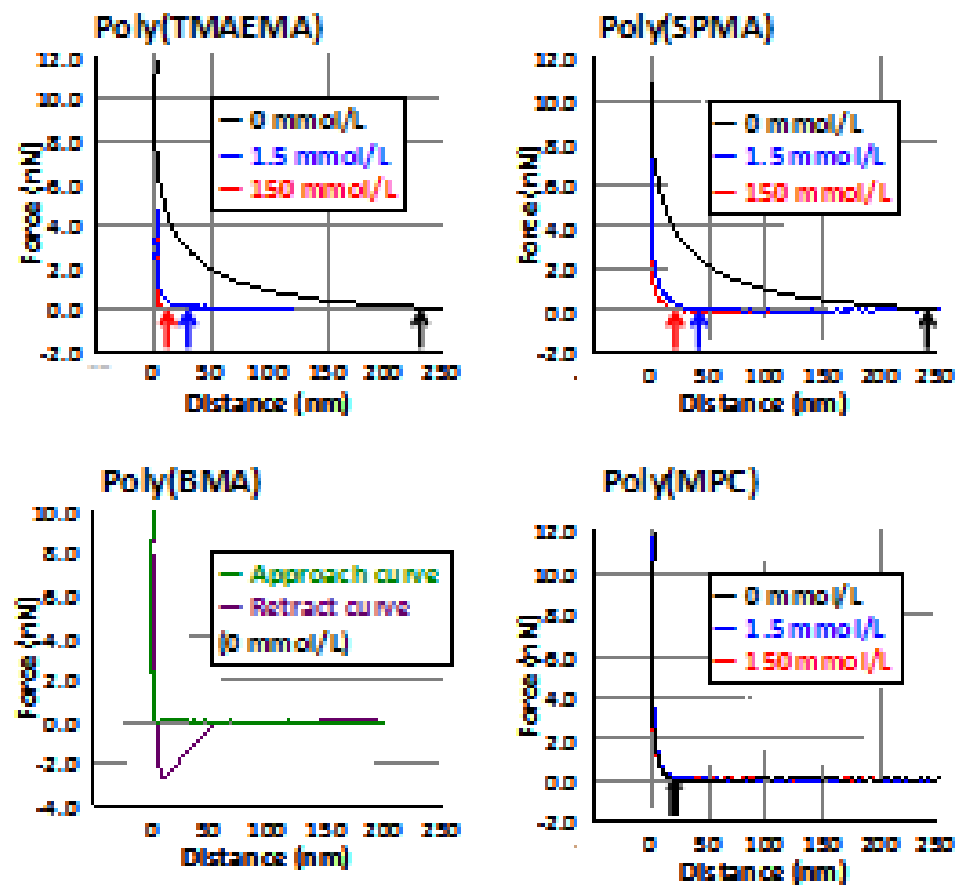 Poly(TMAEMA)
12.0
10.0
8.0
6.0
4.0
2.0
0.0
-2.0
Force (nN)
0 mmol/L
1.5 mmol/L
150 mmol/L
0 50 100 150 200 250
Distance (nm)
Poly(SPMA)
12.0
10.0
8.0
6.0
4.0
2.0
0.0
-2.0
Force (nN)
0 mmol/L
1.5 mmol/L
150 mmol/L
0 50 100 150 200 250
Distance (nm)
Poly(BMA)
10.0
8.0
6.0
4.0
2.0
0.0
-2.0
-4.0
Force (nN)
Approach curve
Retract curve
(0 mmol/L)
0 50 100 150 200 250
Distance (nm)
Poly(MPC)
12.0
10.0
8.0
6.0
4.0
2.0
0.0
-2.0
Force (nN)
0 mmol/L
1.5 mmol/L
150 mmol/L
0 50 100 150 200 250
Distance (nm)